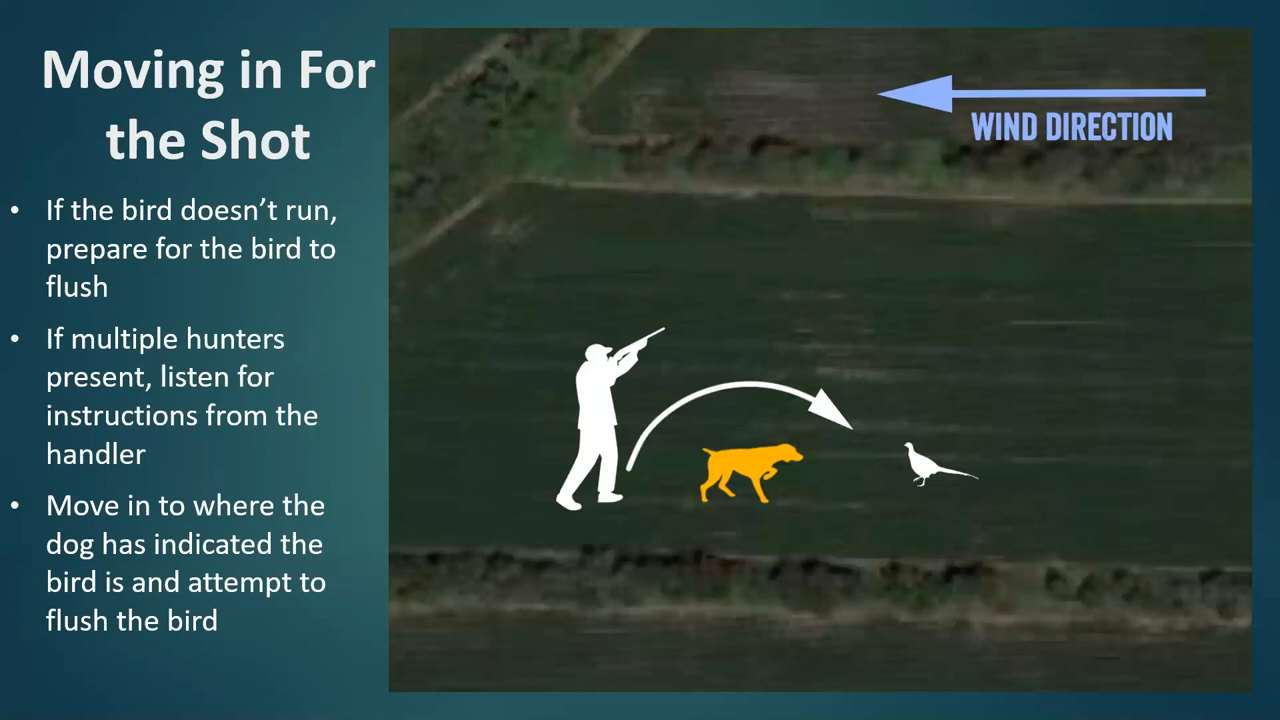 Moving in For
the Shot
• If the bird doesn’t run,
prepare for the bird to
flush
• If multiple hunters
present, listen for
instructions from the
handler
• Move in to where the
dog has indicated the
bird is and attempt to
flush the bird
WIND DIRECTION